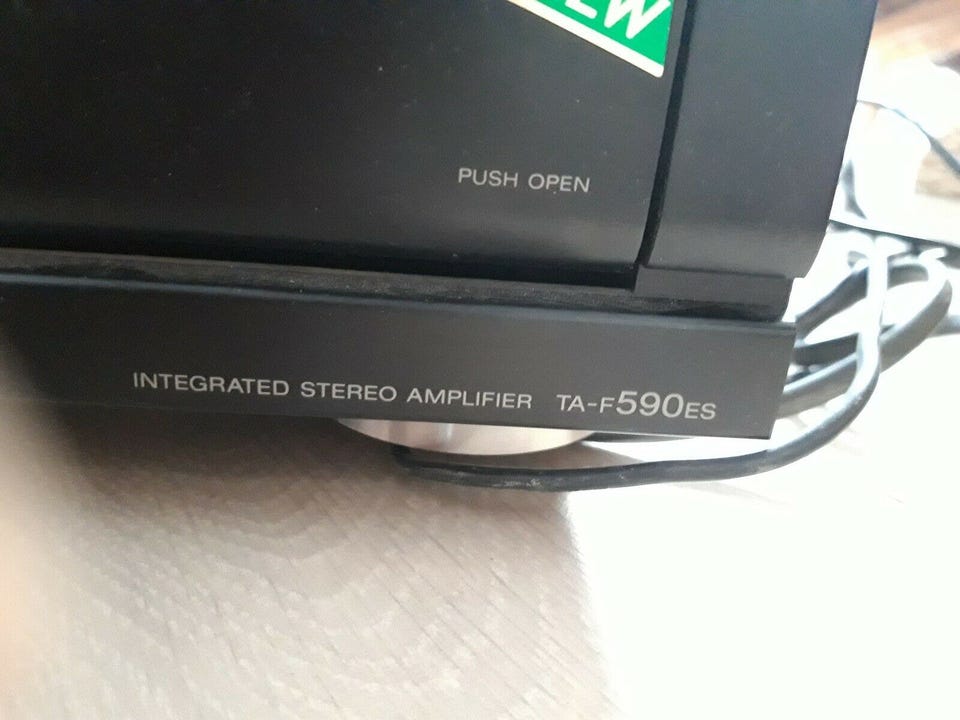 PUSH OPEN
INTEGRATED STEREO AMPLIFIER TA-F590ES